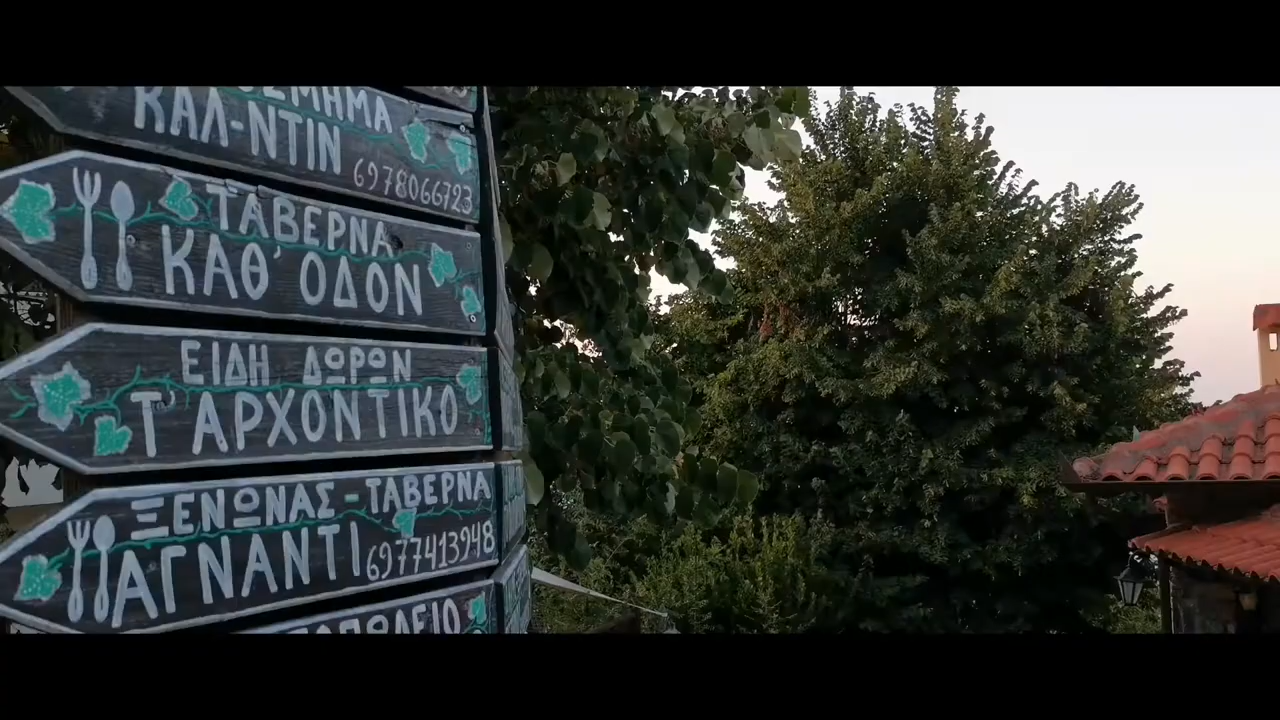 ΚΑΛ-ΝΤΙΝ
6978066723
ΤΑΒΕΡΝΑ
ΚΑΘ' ΟΔΟΝ
ΕΙΔΗ ΔΩΡΩΝ
Τ' ΑΡΧΟΝΤΙΚΟ
ΞΕΝΩΝΑΣ - ΤΑΒΕΡΝΑ
ΑΓΝΑΝΤΙ 6977413948